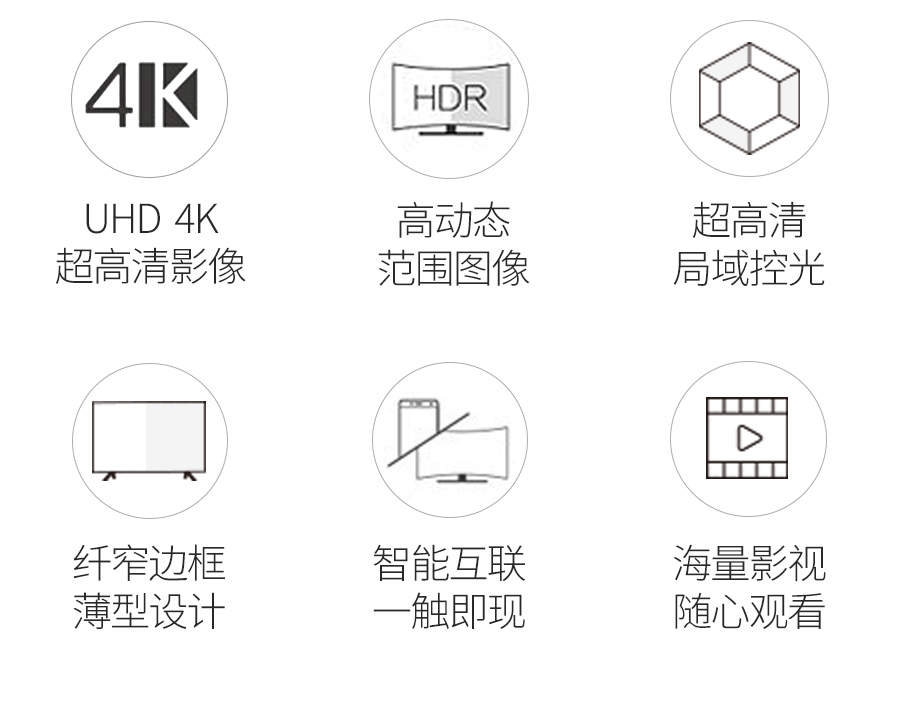 4K
HDR
UHD 4K
超高清影像
高动态
范围图像
超高清
局域控光
纤窄边框
薄型设计
智能互联
一触即现
海量影视
随心观看